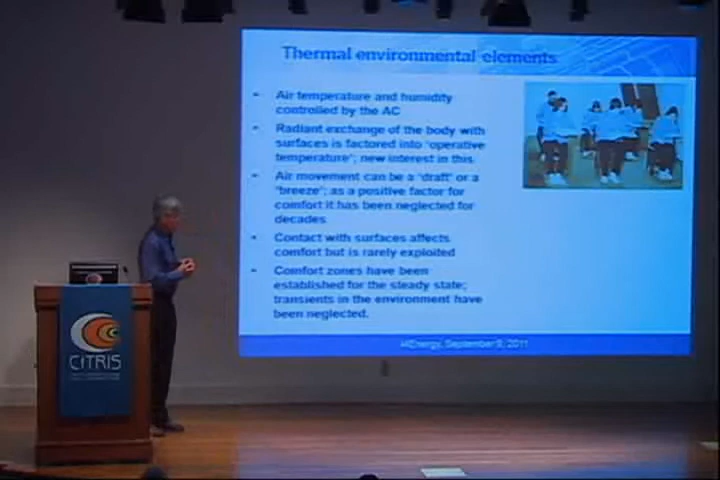 Thermal environmental elements
- Air temperature and humidity
controlled by the AC
- Radiant exchange of the body with
surfaces is factored into "operative
temperature"; new interest in this.
- Air movement can be a "draft" or a
"breeze"; as a positive factor for
comfort it has been neglected for
decades
- Contact with surfaces affects
comfort but is rarely exploited
- Comfort zones have been
established for the steady state;
transients in the environment have
been neglected.
i4Energy, September 9, 2011
CITRIS